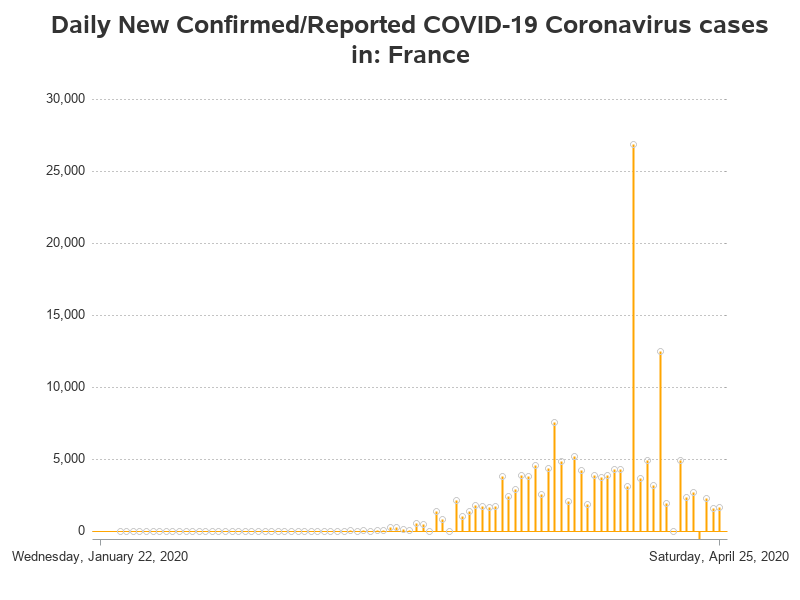 Daily New Confirmed/Reported COVID-19 Coronavirus cases
in: France
30,000
25,000
20,000
15,000
10,000
5,000
0
Wednesday, January 22, 2020
Saturday, April 25, 2020